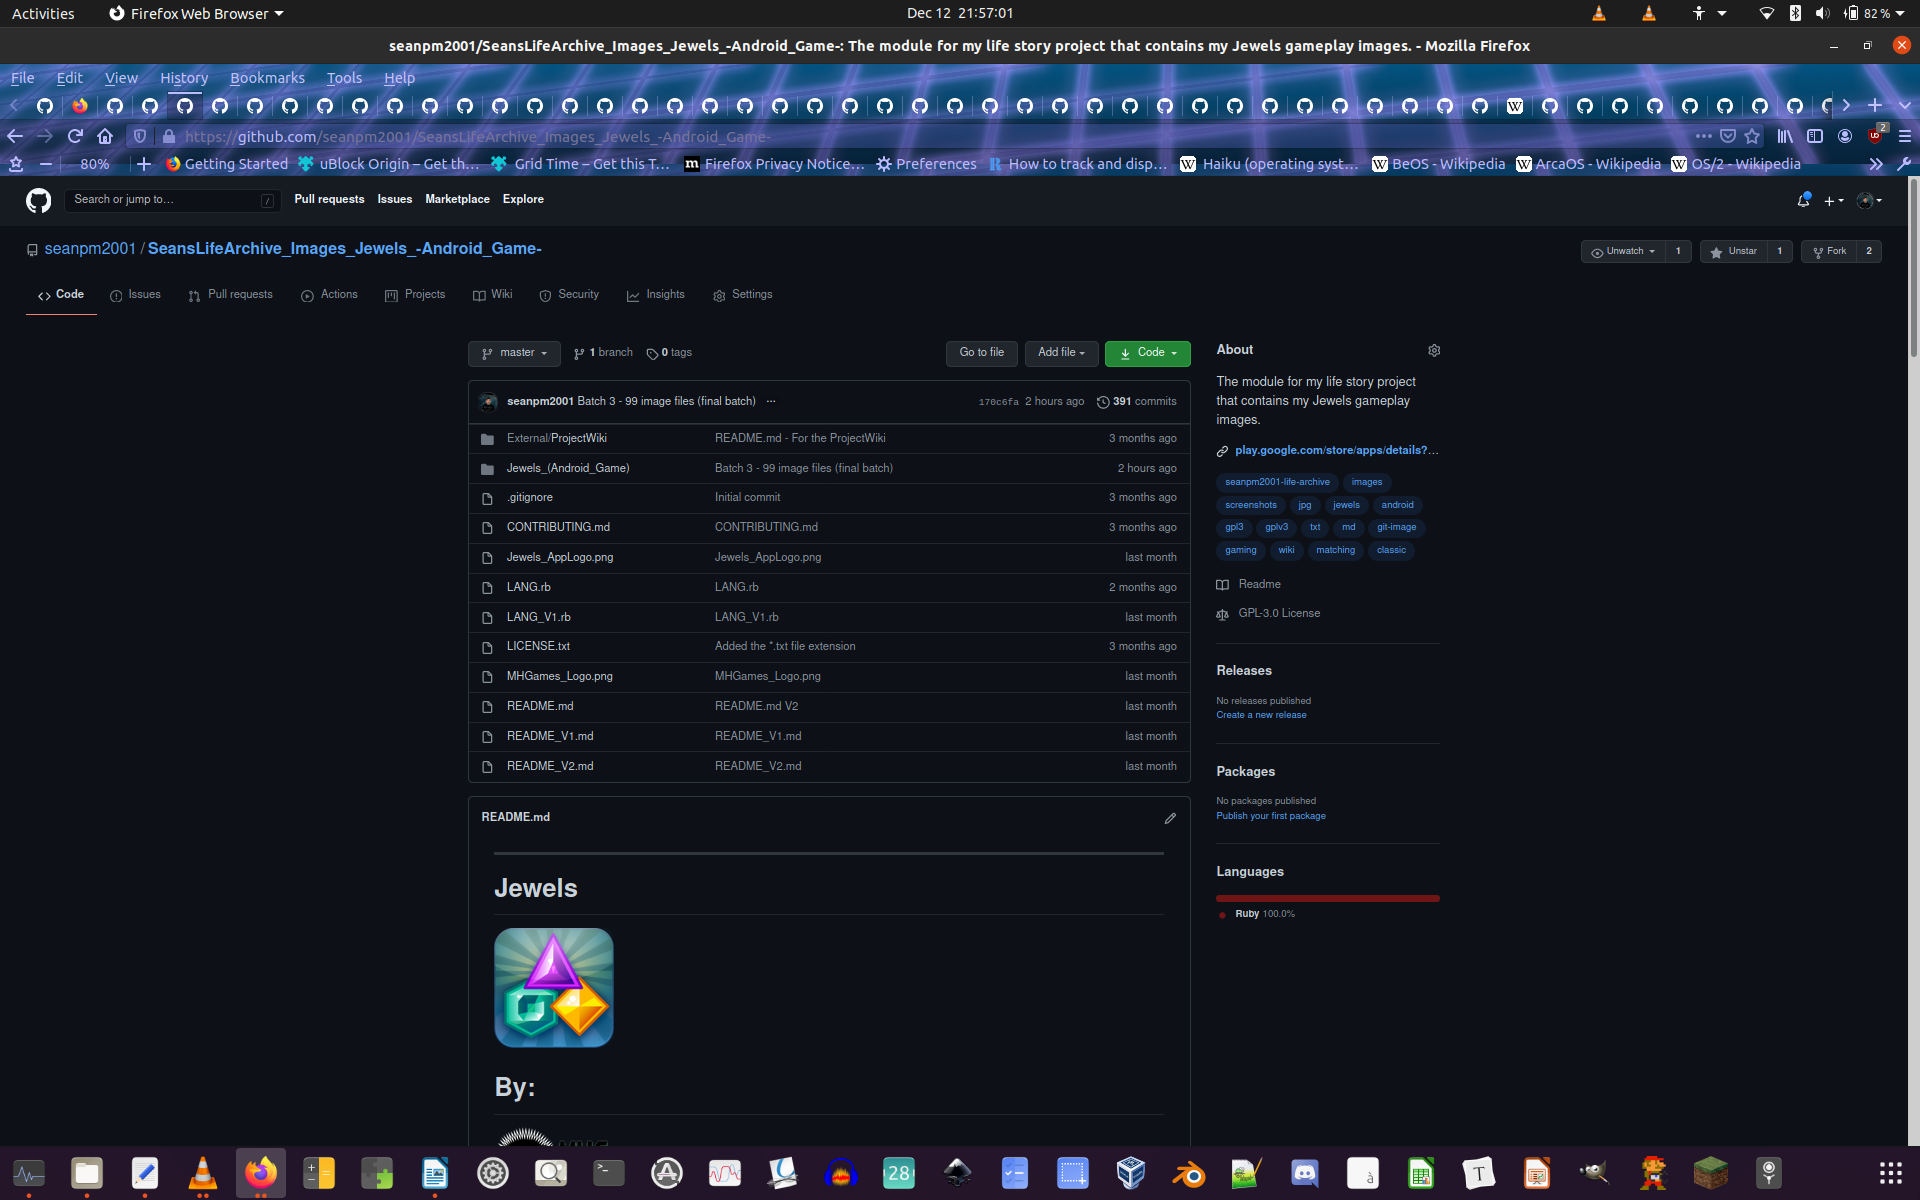 Activities Firefox Web Browser Dec 12 21:57:01 82 %
seanpm2001/SeansLifeArchive_Images_Jewels_-Android_Game-: The module for my life story project that contains my Jewels gameplay images. - Mozilla Firefox
File Edit View History Bookmarks Tools Help
https://github.com/seanpm2001/SeansLifeArchive_Images_Jewels_-Android_Game- 2
80% Getting Started uBlock Origin – Get th… Grid Time – Get this T… Firefox Privacy Notice… Preferences How to track and disp… Haiku (operating syst… BeOS - Wikipedia ArcaOS - Wikipedia OS/2 - Wikipedia
Search or jump to… / Pull requests Issues Marketplace Explore
seanpm2001 / SeansLifeArchive_Images_Jewels_-Android_Game- Unwatch 1 Unstar 1 Fork 2
Code Issues Pull requests Actions Projects Wiki Security Insights Settings
master 1 branch 0 tags Go to file Add file Code
seanpm2001 Batch 3 - 99 image files (final batch) ... 170c6fa 2 hours ago 391 commits
External/ProjectWiki README.md - For the ProjectWiki 3 months ago
Jewels_(Android_Game) Batch 3 - 99 image files (final batch) 2 hours ago
.gitignore Initial commit 3 months ago
CONTRIBUTING.md CONTRIBUTING.md 3 months ago
Jewels_AppLogo.png Jewels_AppLogo.png last month
LANG.rb LANG.rb 2 months ago
LANG_V1.rb LANG_V1.rb last month
LICENSE.txt Added the *.txt file extension 3 months ago
MHGames_Logo.png MHGames_Logo.png last month
README.md README.md V2 last month
README_V1.md README_V1.md last month
README_V2.md README_V2.md last month
README.md
Jewels
By:
About
The module for my life story project
that contains my Jewels gameplay
images.
play.google.com/store/apps/details?…
seanpm2001-life-archive images
screenshots jpg jewels android
gpl3 gplv3 txt md git-image
gaming wiki matching classic
Readme
GPL-3.0 License
Releases
No releases published
Create a new release
Packages
No packages published
Publish your first package
Languages
Ruby 100.0%
28